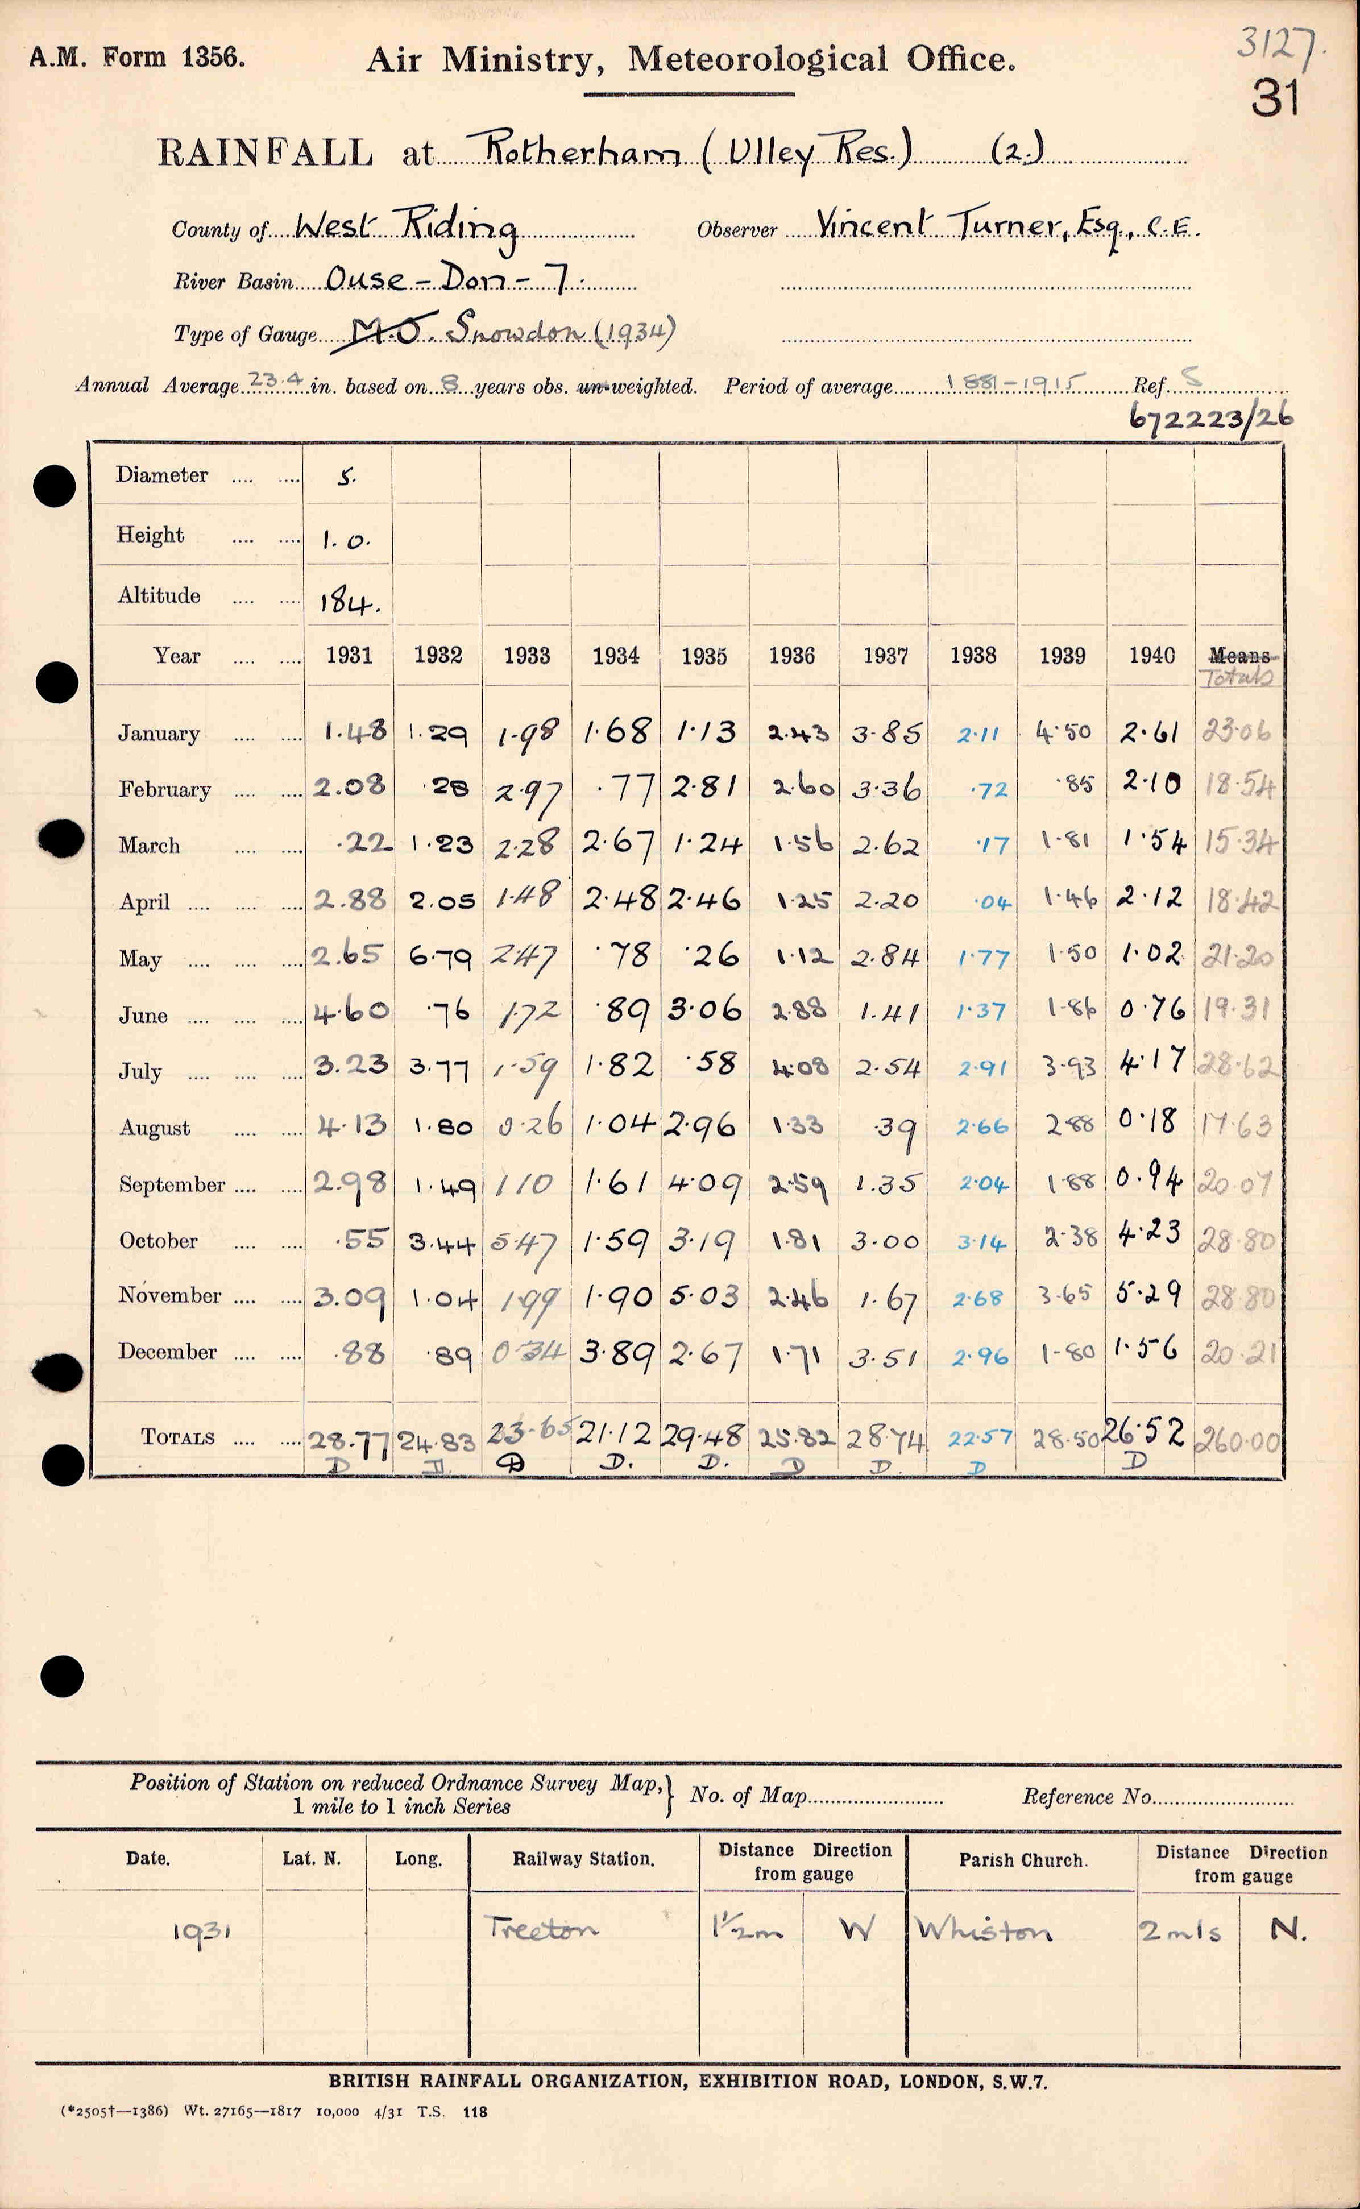 A.M. Form 1356.
Air Ministry, Meteorological Office.
3127.
31
RAINFALL at Rotherham (Ulley Res.) (2.)
County of West Riding Observer Vincent Turner, Esq., C.E.
River Basin Ouse - Don - 7.
Type of Gauge M.O. Snowdon (1934)
Annual Average 23.4 in. based on 8 years obs. un-weighted. Period of average 1881-1915 Ref. S
672223/26
Diameter .... .... 5.
Height .... .... 1.0.
Altitude .... .... 184.
Year .... .... 1931 1932 1933 1934 1935 1936 1937 1938 1939 1940 Means
Totals
January .... .... 1.48 1.29 1.98 1.68 1.13 2.43 3.85 2.11 4.50 2.61 23.06
February .... .... 2.08 .28 2.97 .77 2.81 2.60 3.36 .72 .85 2.10 18.54
March .... .... .22 1.23 2.28 2.67 1.24 1.56 2.62 .17 1.81 1.54 15.34
April .... .... .... 2.88 2.05 1.48 2.48 2.46 1.25 2.20 .04 1.46 2.12 18.42
May .... .... .... 2.65 6.79 2.47 .78 .26 1.12 2.84 1.77 1.50 1.02 21.20
June .... .... .... 4.60 .76 1.72 .89 3.06 2.88 1.41 1.37 1.86 0.76 19.31
July .... .... .... 3.23 3.77 1.59 1.82 .58 4.08 2.54 2.91 3.93 4.17 28.62
August .... .... 4.13 1.80 0.26 1.04 2.96 1.33 .39 2.66 2.88 0.18 17.63
September .... .... 2.98 1.49 1.10 1.61 4.09 2.59 1.35 2.04 1.88 0.94 20.07
October .... .... .55 3.44 5.47 1.59 3.19 1.81 3.00 3.14 2.38 4.23 28.80
November .... .... 3.09 1.04 1.99 1.90 5.03 2.46 1.67 2.68 3.65 5.29 28.80
December .... .... .88 .89 0.34 3.89 2.67 1.71 3.51 2.96 1.80 1.56 20.21
TOTALS .... .... 28.77 24.83 23.65 21.12 29.48 25.82 28.74 22.57 28.50 26.52 260.00
D D. D D. D. D D. D D
Position of Station on reduced Ordnance Survey Map, } No. of Map Reference No.
1 mile to 1 inch Series
Date. Lat. N. Long. Railway Station. Distance Direction from gauge Parish Church. Distance Direction from gauge
1931 Treeton 1 1/2 m W Whiston 2 mls N.
BRITISH RAINFALL ORGANIZATION, EXHIBITION ROAD, LONDON, S.W.7.
(*2505†—1386) Wt. 27165—1817 10,000 4/31 T.S. 118